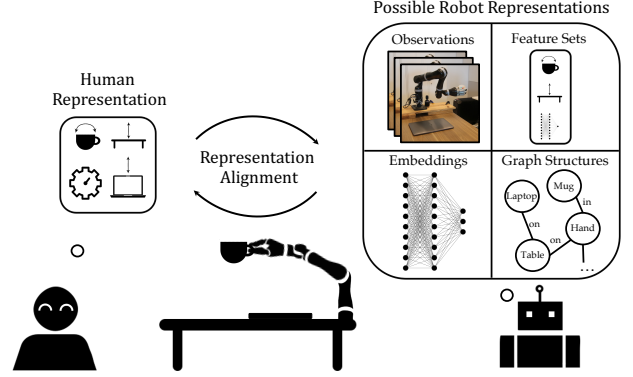 Possible Robot Representations
Observations
Feature Sets
Human
Representation
Representation
Alignment
Embeddings
Graph Structures
Laptop
Mug
on
in
Hand
on
Table
...